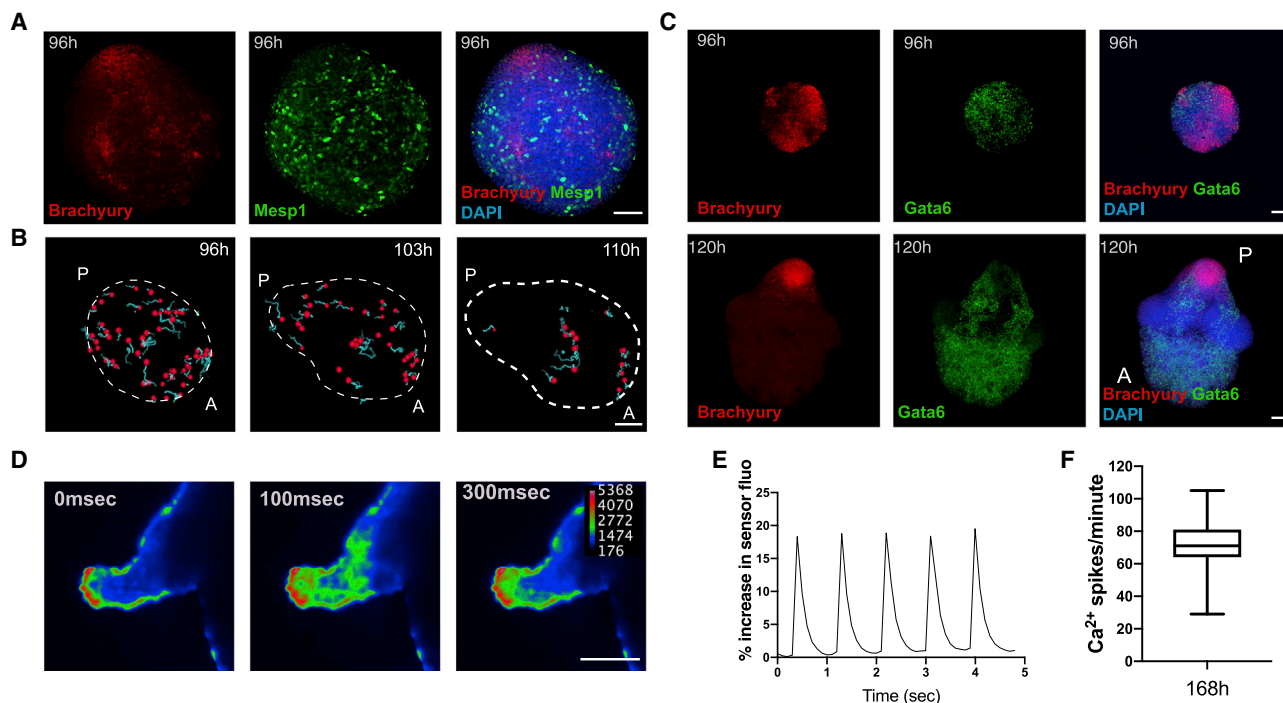 A
96h
Brachyury
96h
Mesp1
96h
Brachyury Mesp1
DAPI
B
96h
P
A
103h
P
A
110h
P
A
C
96h
Brachyury
96h
Gata6
96h
Brachyury Gata6
DAPI
120h
Brachyury
120h
Gata6
120h
P
A
Brachyury Gata6
DAPI
D
0msec
100msec
300msec
5368
4070
2772
1474
176
E
% increase in sensor fluo
25
20
15
10
5
0
0 1 2 3 4 5
Time (sec)
F
Ca²⁺ spikes/minute
120
100
80
60
40
20
0
168h